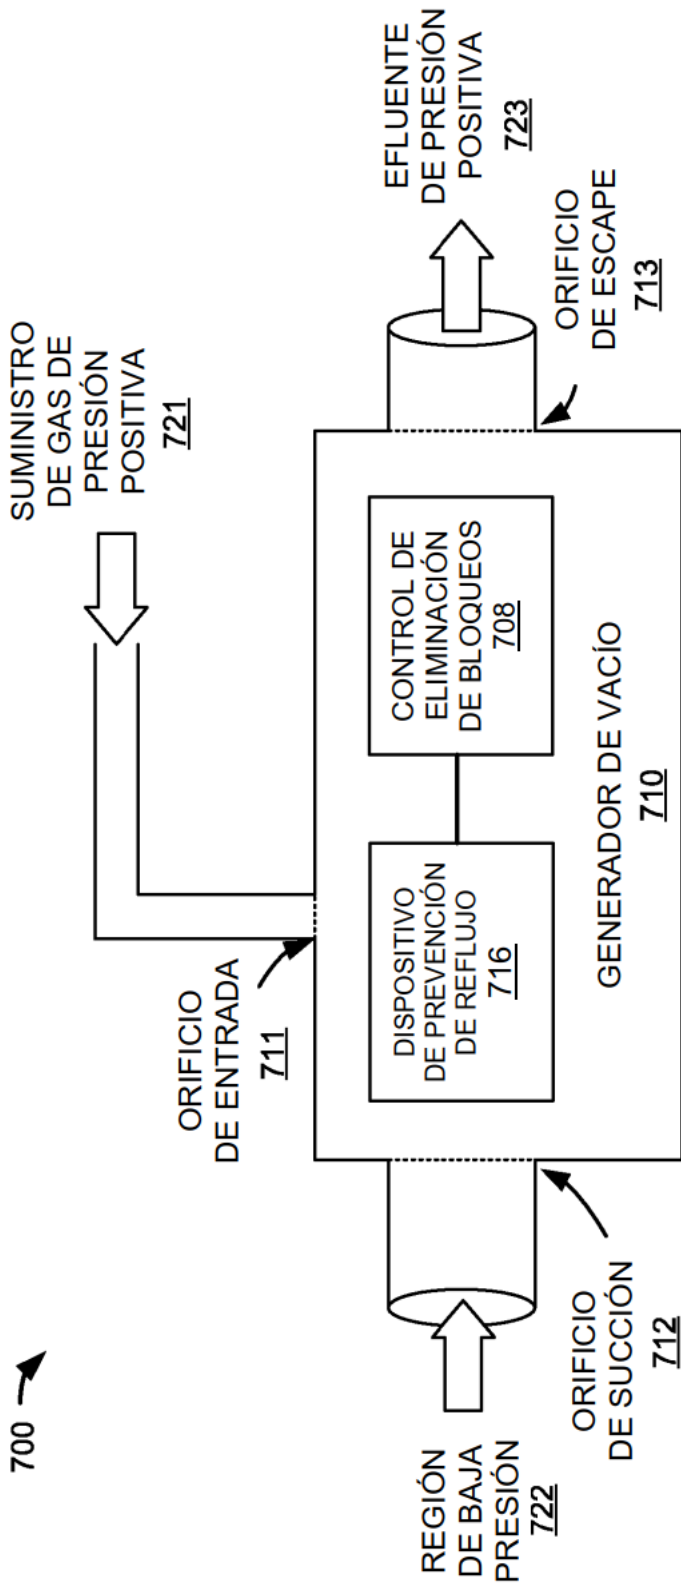 700
SUMINISTRO
DE GAS DE
PRESIÓN
POSITIVA
721
ORIFICIO
DE ENTRADA
711
EFLUENTE
DE PRESIÓN
POSITIVA
723
REGIÓN
DE BAJA
PRESIÓN
722
DISPOSITIVO
DE PREVENCIÓN
DE REFLUJO
716
CONTROL DE
ELIMINACIÓN
DE BLOQUEOS
708
GENERADOR DE VACÍO
710
ORIFICIO
DE SUCCIÓN
712
ORIFICIO
DE ESCAPE
713